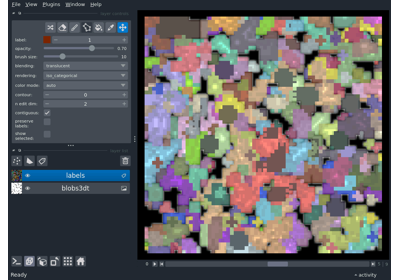 File View Plugins Window Help
label: 1
opacity: 0.70
brush size: 10
blending: translucent
rendering: iso_categorical
color mode: auto
contour: 0
n edit dim: 2
contiguous:
preserve
labels:
show
selected:
labels
blobs3dt
Ready
activity